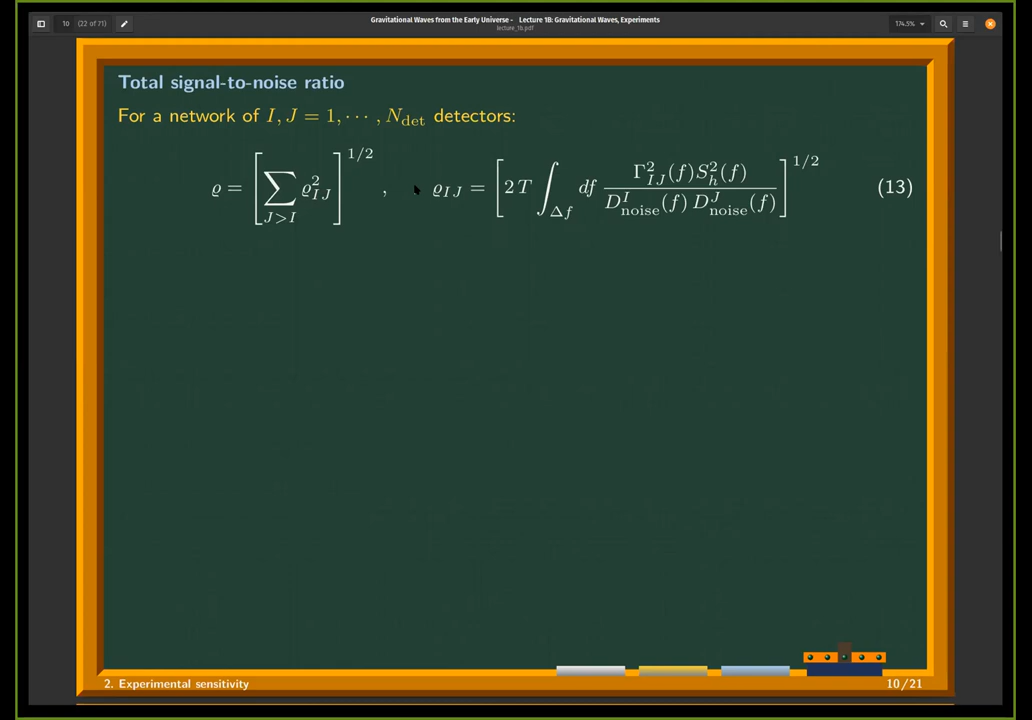 10 (22 of 71)
Gravitational Waves from the Early Universe - Lecture 1B: Gravitational Waves, Experiments
lecture_1b.pdf
174.5%
Total signal-to-noise ratio
For a network of I, J = 1, ⋯ , N_det detectors:
ϱ = [ ∑_{J>I} ϱ²_{IJ} ]^{1/2} , ϱ_{IJ} = [ 2 T ∫_{Δf} df Γ²_{IJ}(f) S²_h(f) / D^I_noise(f) D^J_noise(f) ]^{1/2} (13)
2. Experimental sensitivity
10/21